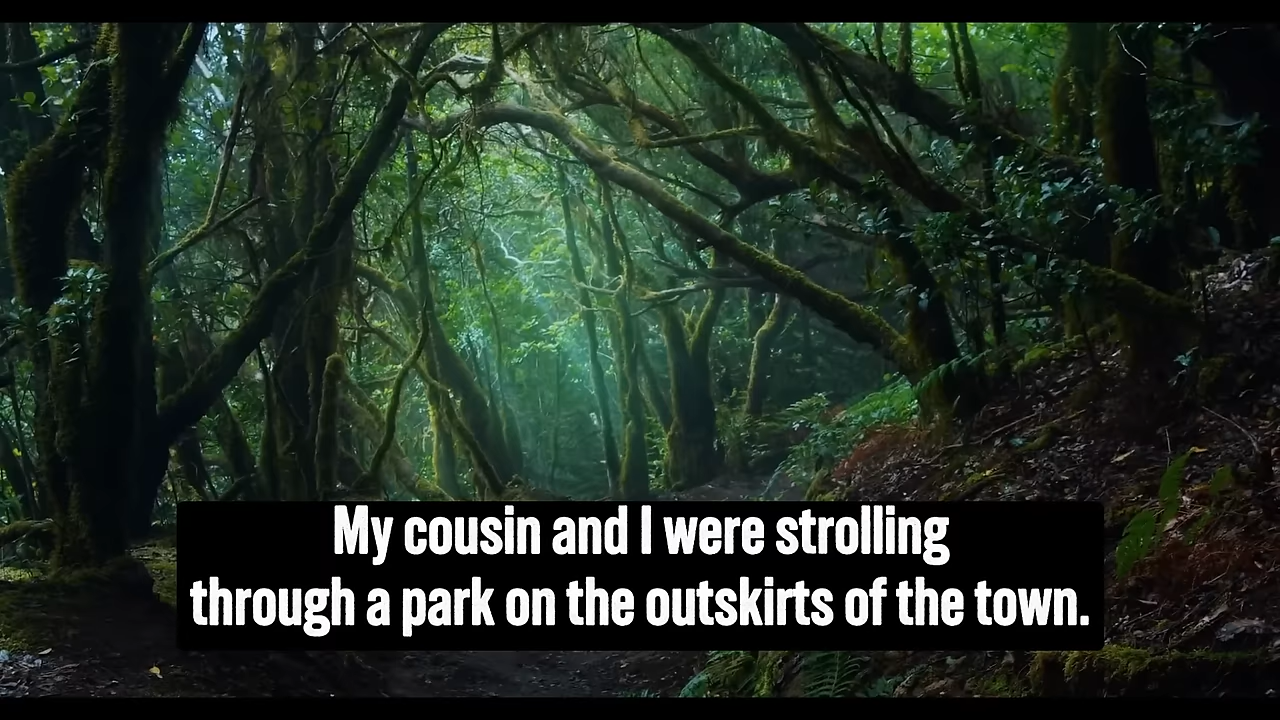 My cousin and I were strolling
through a park on the outskirts of the town.